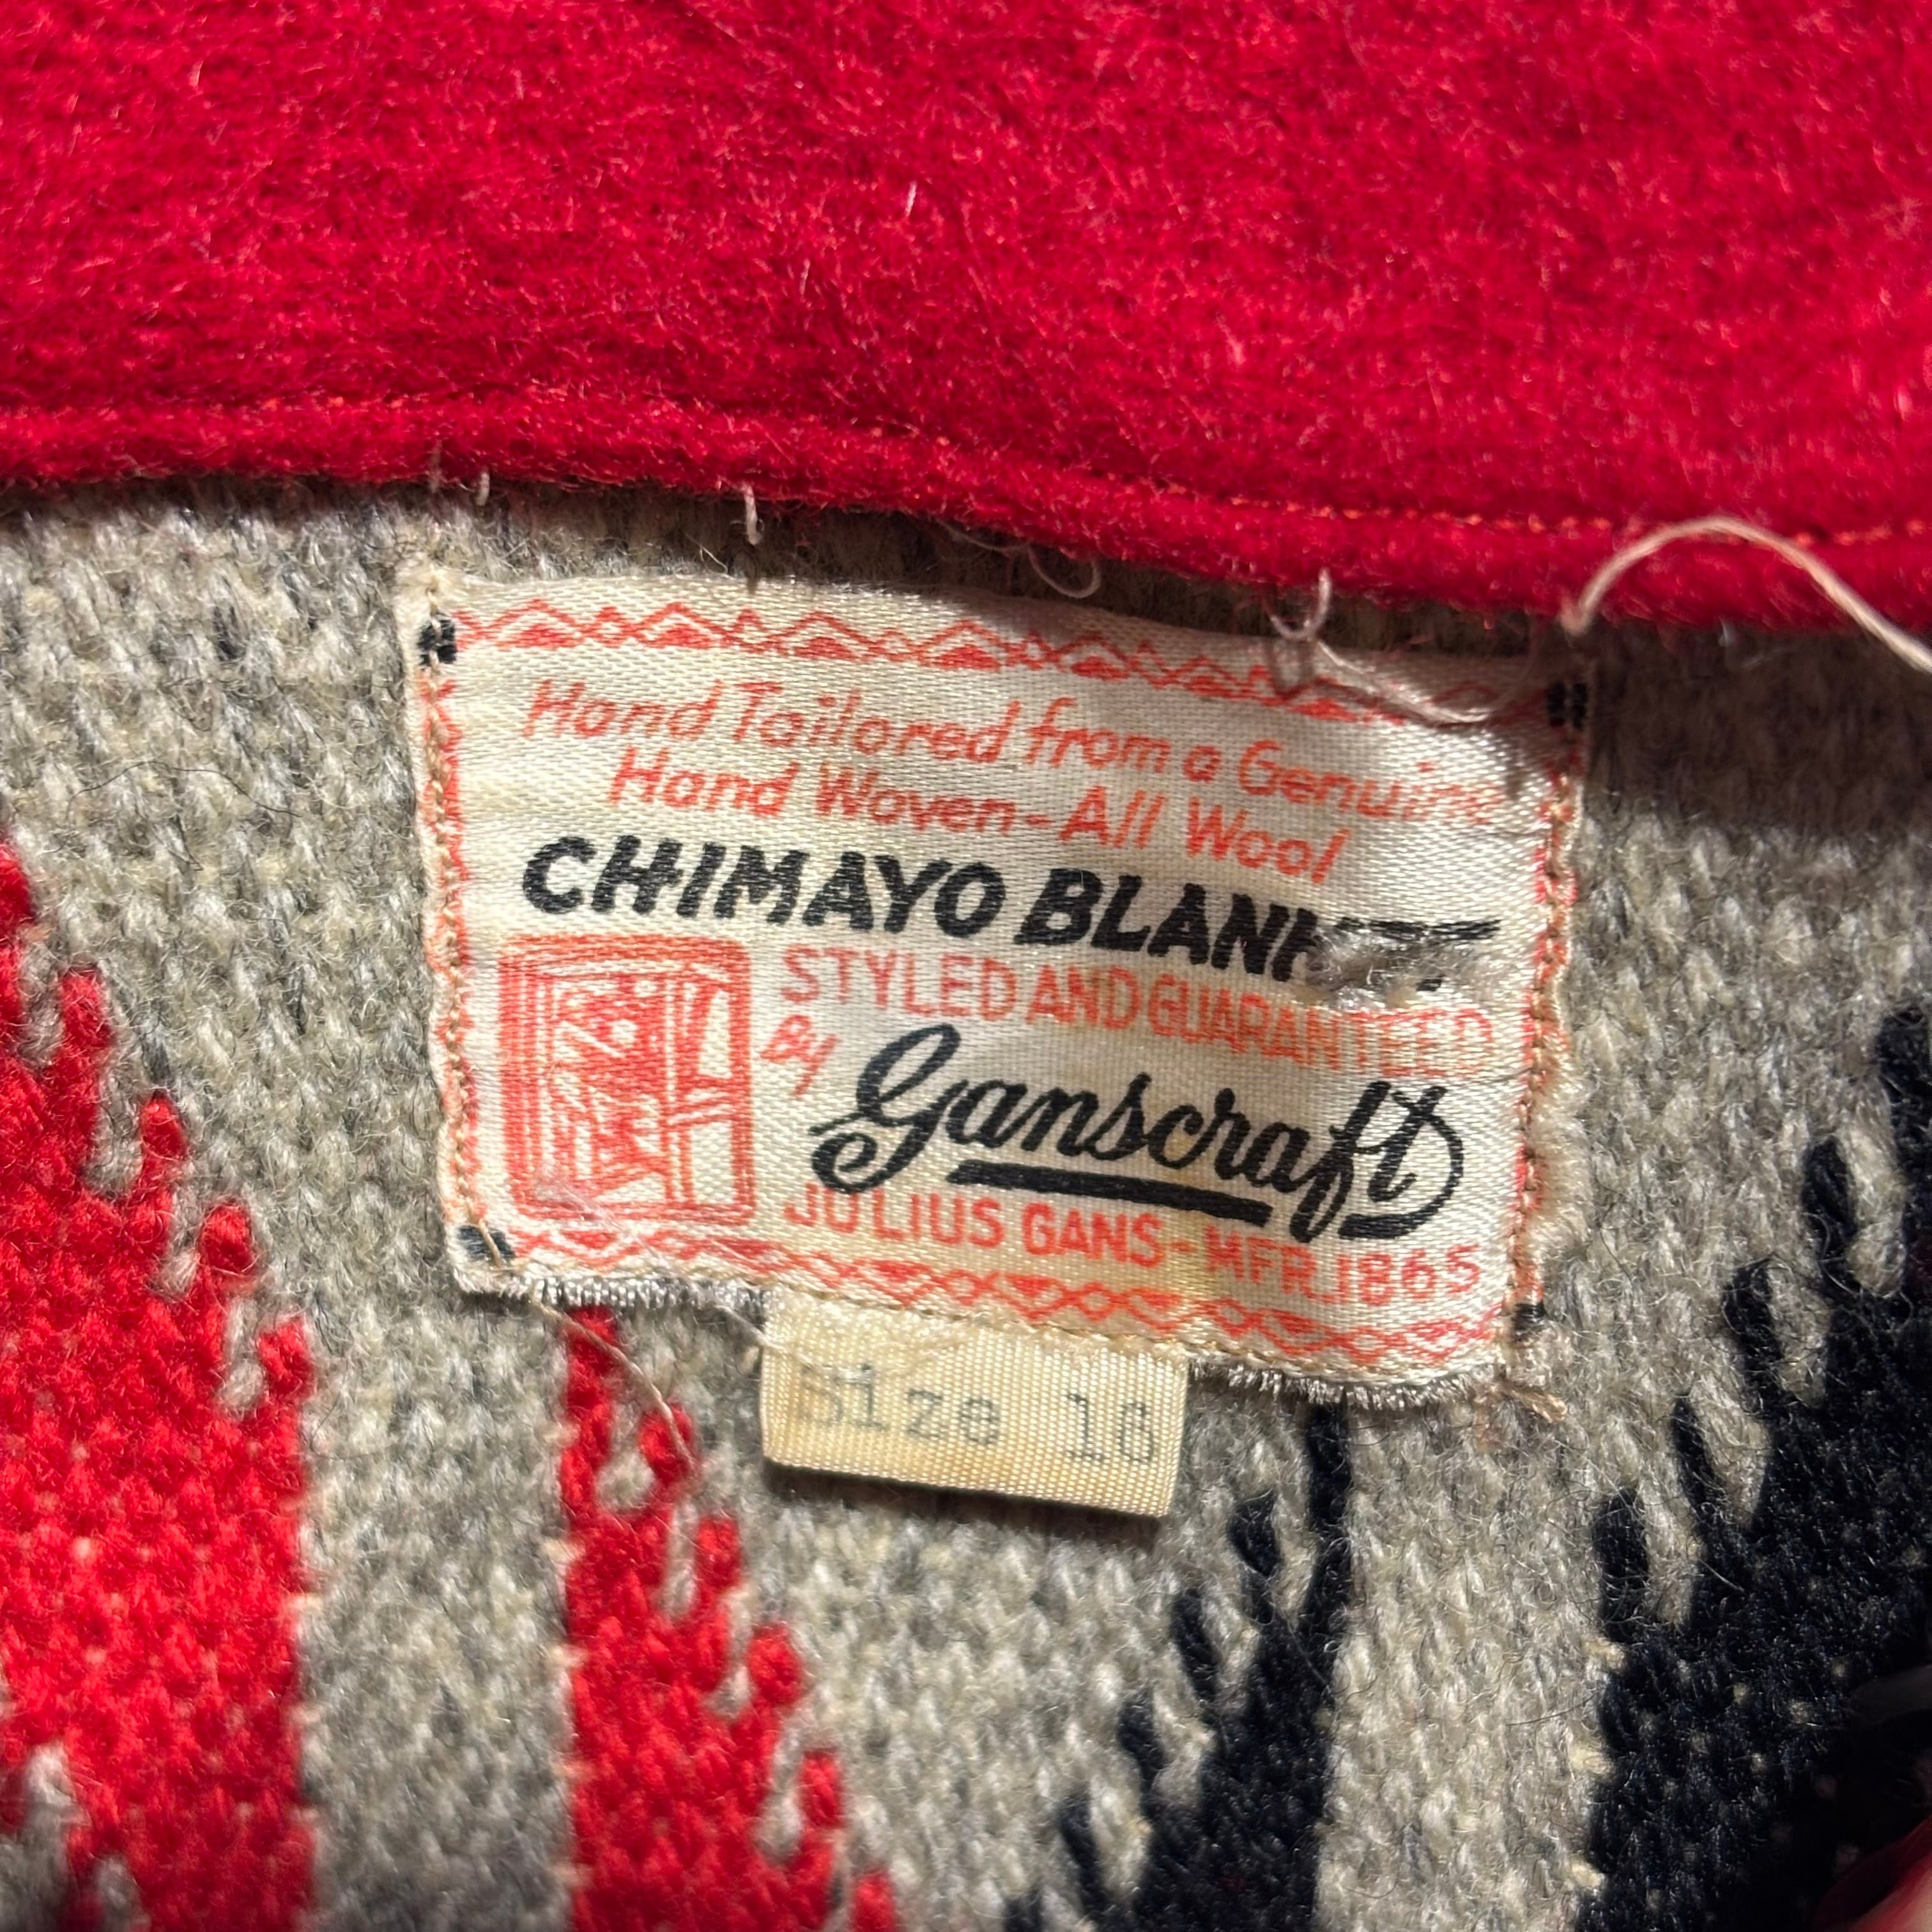 Hand Tailored from a Genuine
Hand Woven-All Wool
CHIMAYO BLANKET
STYLED AND GUARANTEED
By Ganscraft
JULIUS GANS-MFR.1865
Size 16